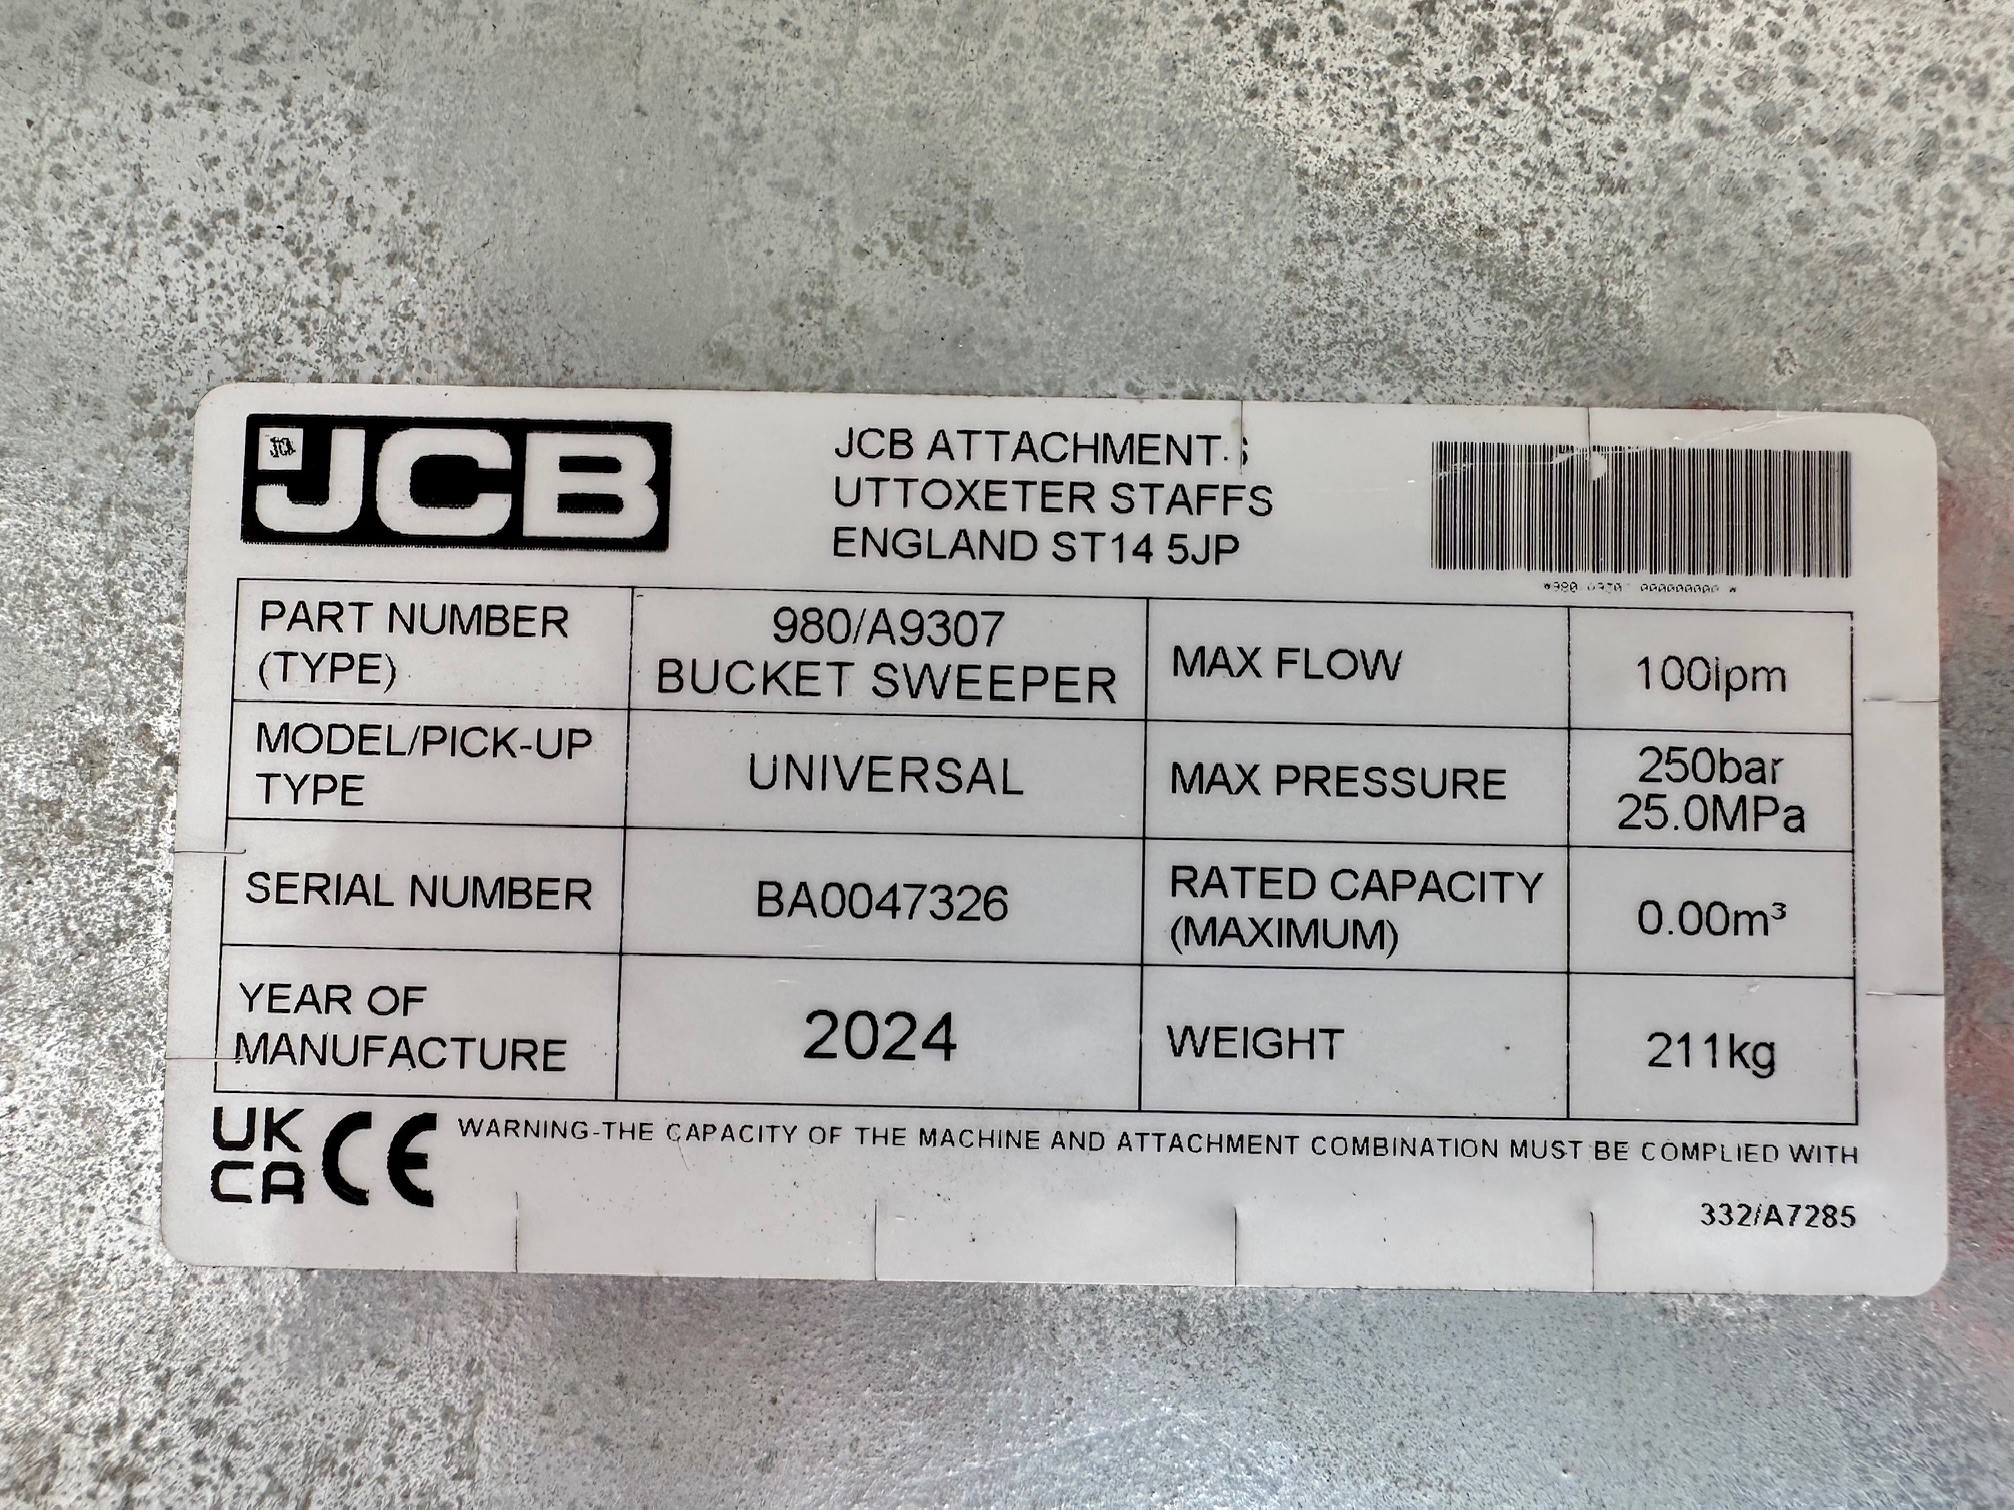 JCB
JCB ATTACHMENTS
UTTOXETER STAFFS
ENGLAND ST14 5JP
PART NUMBER
(TYPE)
980/A9307
BUCKET SWEEPER
MAX FLOW
100lpm
MODEL/PICK-UP
TYPE
UNIVERSAL
MAX PRESSURE
250bar
25.0MPa
SERIAL NUMBER
BA0047326
RATED CAPACITY
(MAXIMUM)
0.00m³
YEAR OF
MANUFACTURE
2024
WEIGHT
211kg
UK
CA
CE
WARNING-THE CAPACITY OF THE MACHINE AND ATTACHMENT COMBINATION MUST BE COMPLIED WITH
332/A7285